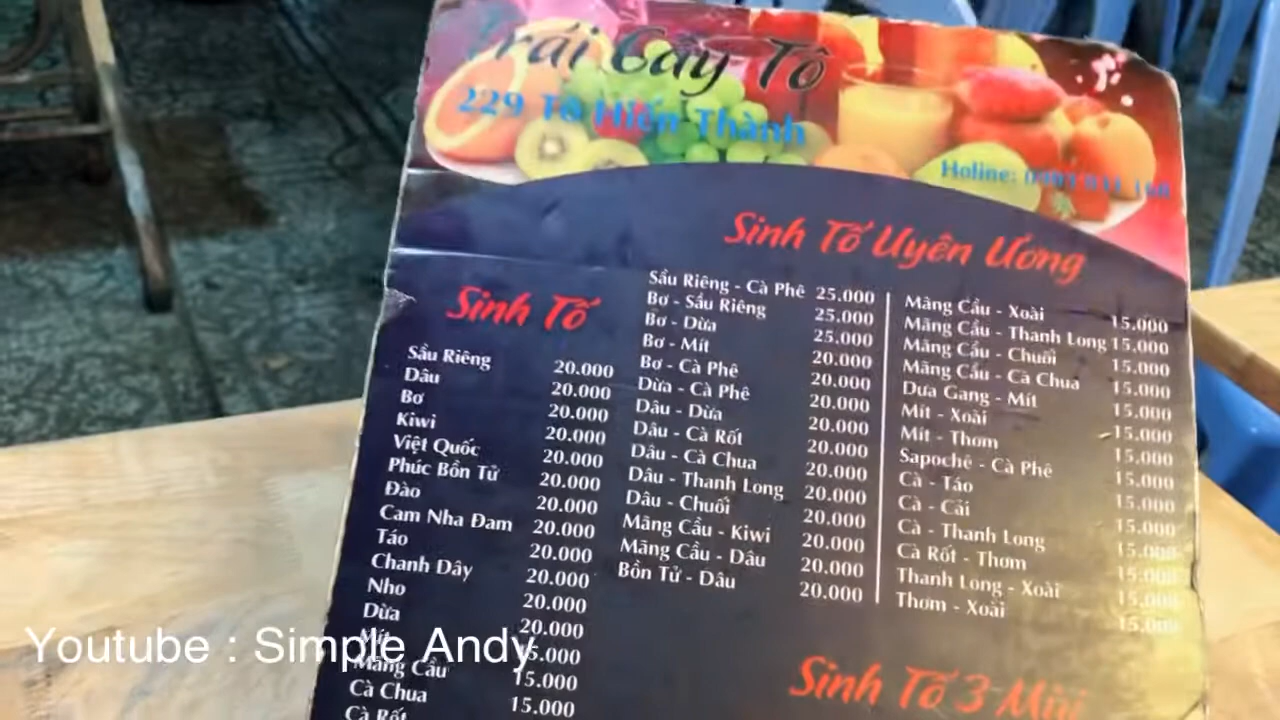 Trái Cây Tô
229 Tô Hiến Thành
Holine:
Sinh Tố Uyên Ương
Sinh Tố
Sầu Riêng 20.000
Dâu 20.000
Bơ 20.000
Kiwi 20.000
Việt Quốc 20.000
Phúc Bồn Tử 20.000
Đào 20.000
Cam Nha Đam 20.000
Táo 20.000
Chanh Dây 20.000
Nho 20.000
Dừa 20.000
Mít 15.000
Mãng Cầu 15.000
Cà Chua 15.000
Cà Rốt
Sầu Riêng - Cà Phê 25.000
Bơ - Sầu Riêng 25.000
Bơ - Dừa 25.000
Bơ - Mít 20.000
Bơ - Cà Phê 20.000
Dừa - Cà Phê 20.000
Dâu - Dừa 20.000
Dâu - Cà Rốt 20.000
Dâu - Cà Chua 20.000
Dâu - Thanh Long 20.000
Dâu - Chuối 20.000
Mãng Cầu - Kiwi 20.000
Mãng Cầu - Dâu 20.000
Bồn Tử - Dâu 20.000
Mãng Cầu - Xoài 15.000
Mãng Cầu - Thanh Long 15.000
Mãng Cầu - Chuối 15.000
Mãng Cầu - Cà Chua 15.000
Dưa Gang - Mít 15.000
Mít - Xoài 15.000
Mít - Thơm 15.000
Sapochê - Cà Phê 15.000
Cà - Táo 15.000
Cà - Cải 15.000
Cà - Thanh Long 15.000
Cà Rốt - Thơm 15.000
Thanh Long - Xoài 15.000
Thơm - Xoài 15.000
Sinh Tố 3 Mùi
Youtube : Simple Andy